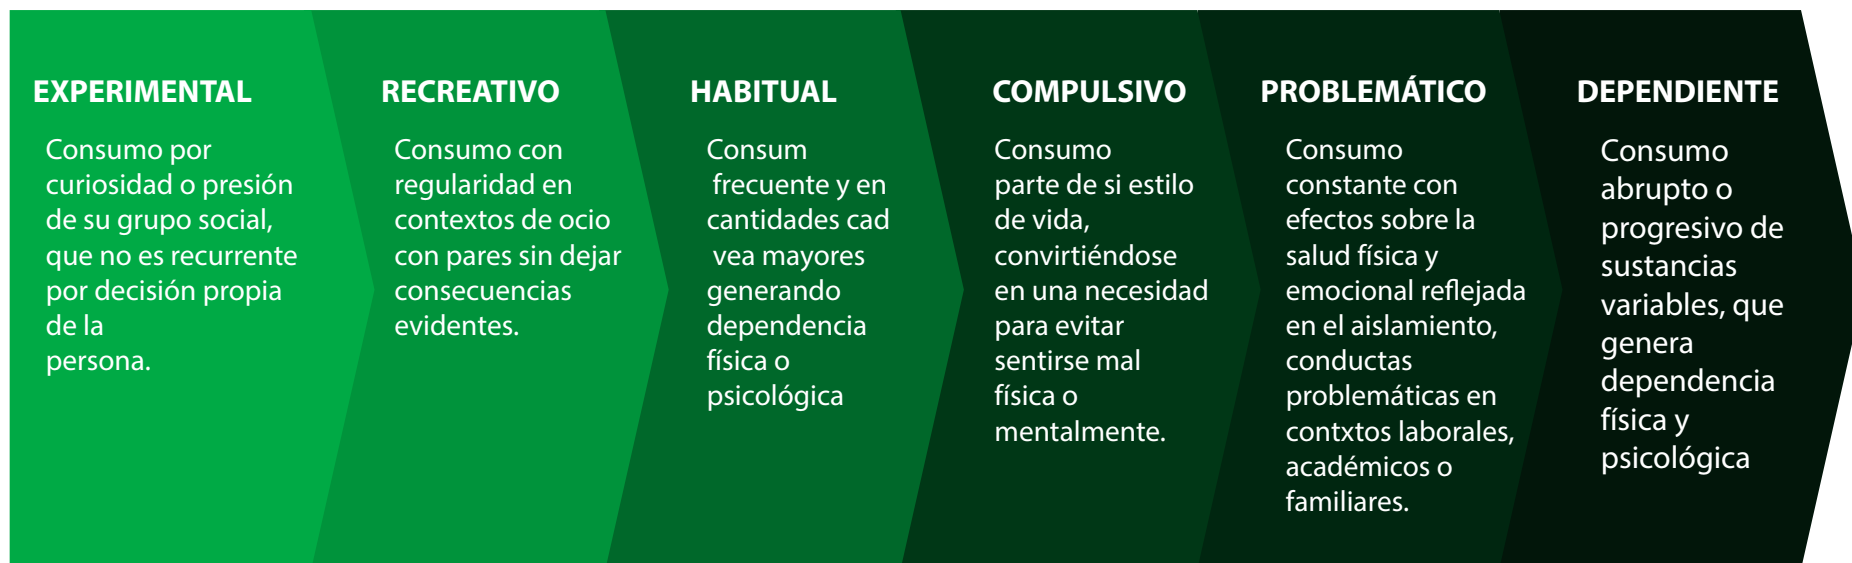 EXPERIMENTAL
Consumo por
curiosidad o presión
de su grupo social,
que no es recurrente
por decisión propia
de la
persona.
RECREATIVO
Consumo con
regularidad en
contextos de ocio
con pares sin dejar
consecuencias
evidentes.
HABITUAL
Consum
frecuente y en
cantidades cad
vea mayores
generando
dependencia
física o
psicológica
COMPULSIVO
Consumo
parte de si estilo
de vida,
convirtiéndose
en una necesidad
para evitar
sentirse mal
física o
mentalmente.
PROBLEMÁTICO
Consumo
constante con
efectos sobre la
salud física y
emocional reflejada
en el aislamiento,
conductas
problemáticas en
contxtos laborales,
académicos o
familiares.
DEPENDIENTE
Consumo
abrupto o
progresivo de
sustancias
variables, que
genera
dependencia
física y
psicológica